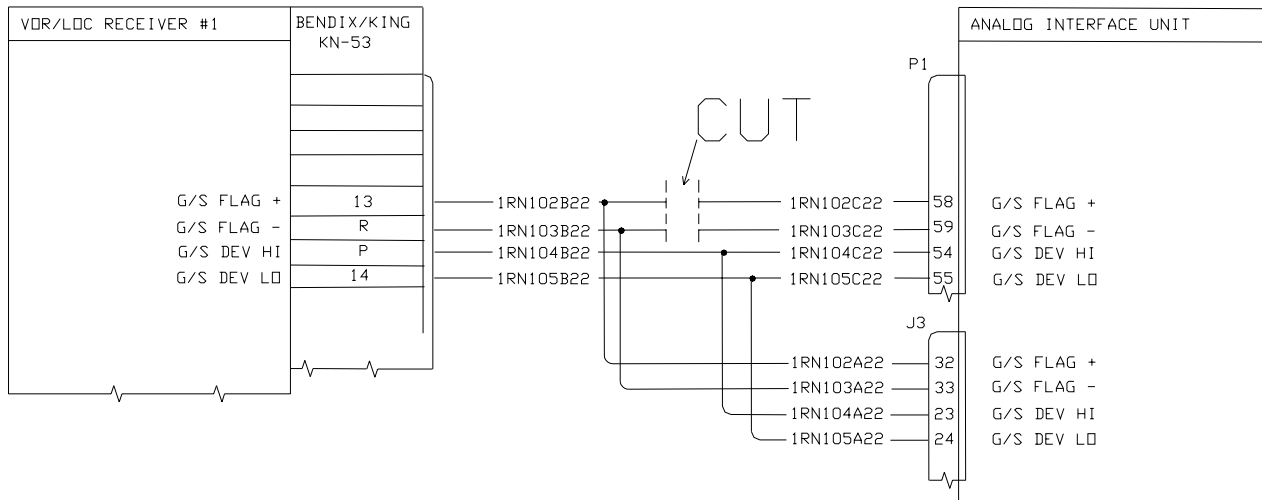 VOR/LOC RECEIVER #1
BENDIX/KING
KN-53
ANALOG INTERFACE UNIT
P1
CUT
G/S FLAG + 13 1RN102B22 1RN102C22 58 G/S FLAG +
G/S FLAG - R 1RN103B22 1RN103C22 59 G/S FLAG -
G/S DEV HI P 1RN104B22 1RN104C22 54 G/S DEV HI
G/S DEV LO 14 1RN105B22 1RN105C22 55 G/S DEV LO
J3
1RN102A22 32 G/S FLAG +
1RN103A22 33 G/S FLAG -
1RN104A22 23 G/S DEV HI
1RN105A22 24 G/S DEV LO